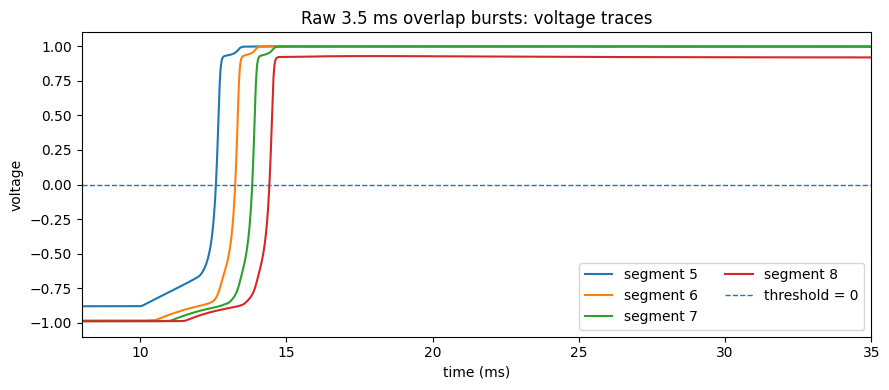 Raw 3.5 ms overlap bursts: voltage traces
voltage
1.00
0.75
0.50
0.25
0.00
−0.25
−0.50
−0.75
−1.00
segment 5
segment 6
segment 7
segment 8
threshold = 0
10
15
20
25
30
35
time (ms)